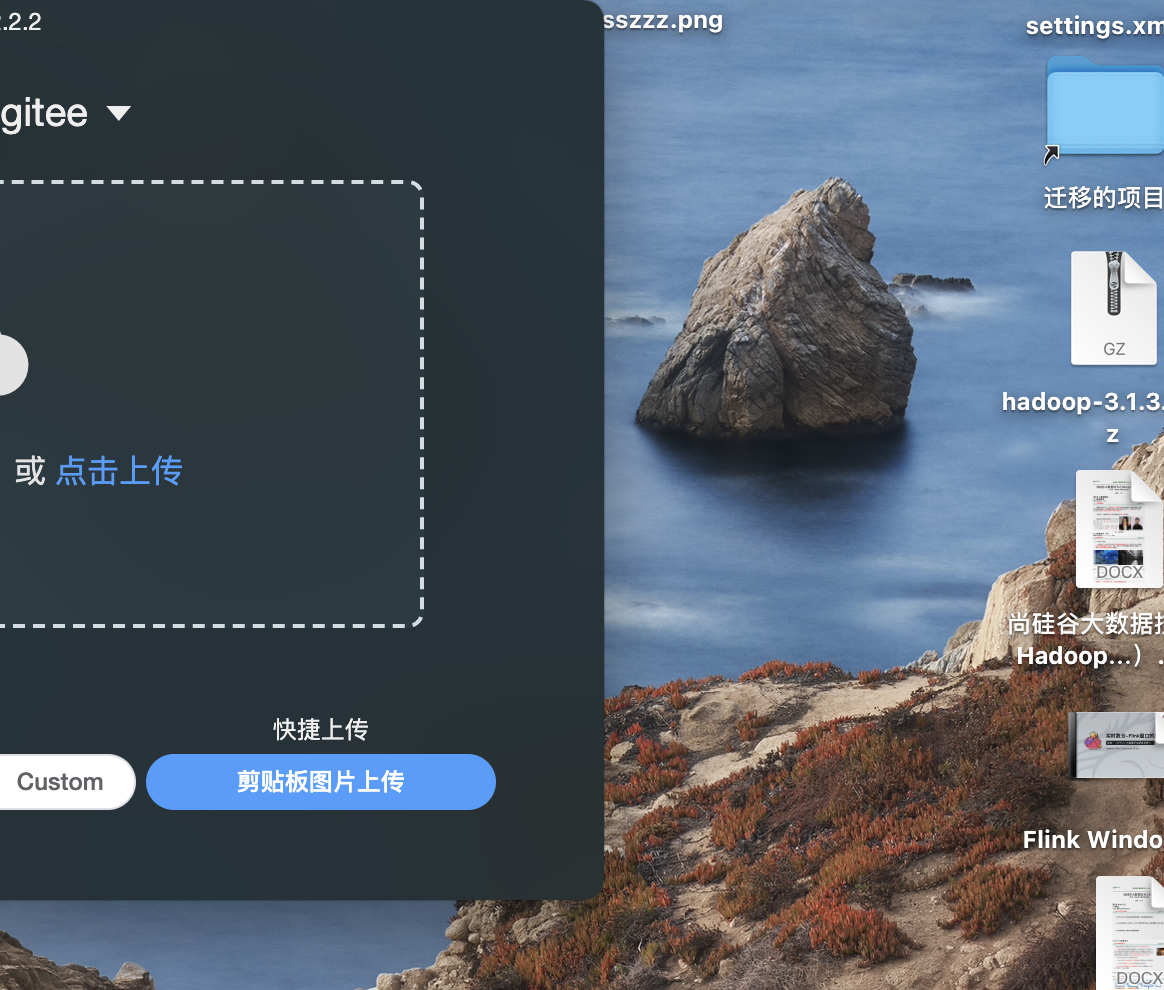 .2.2
gitee
或 点击上传
快捷上传
Custom
剪贴板图片上传
sszzz.png
settings.xm
迁移的项目
GZ
hadoop-3.1.3.
z
DOCX
尚硅谷大数据技
Hadoop...）.
Flink Windo
DOCX